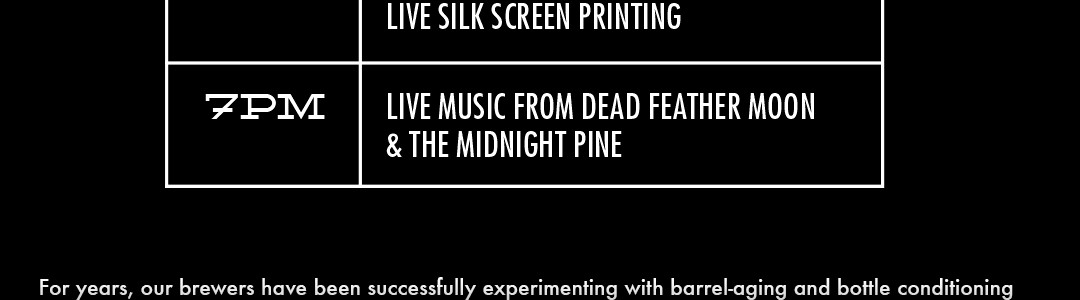 LIVE SILK SCREEN PRINTING
7PM
LIVE MUSIC FROM DEAD FEATHER MOON
& THE MIDNIGHT PINE
For years, our brewers have been successfully experimenting with barrel-aging and bottle conditioning